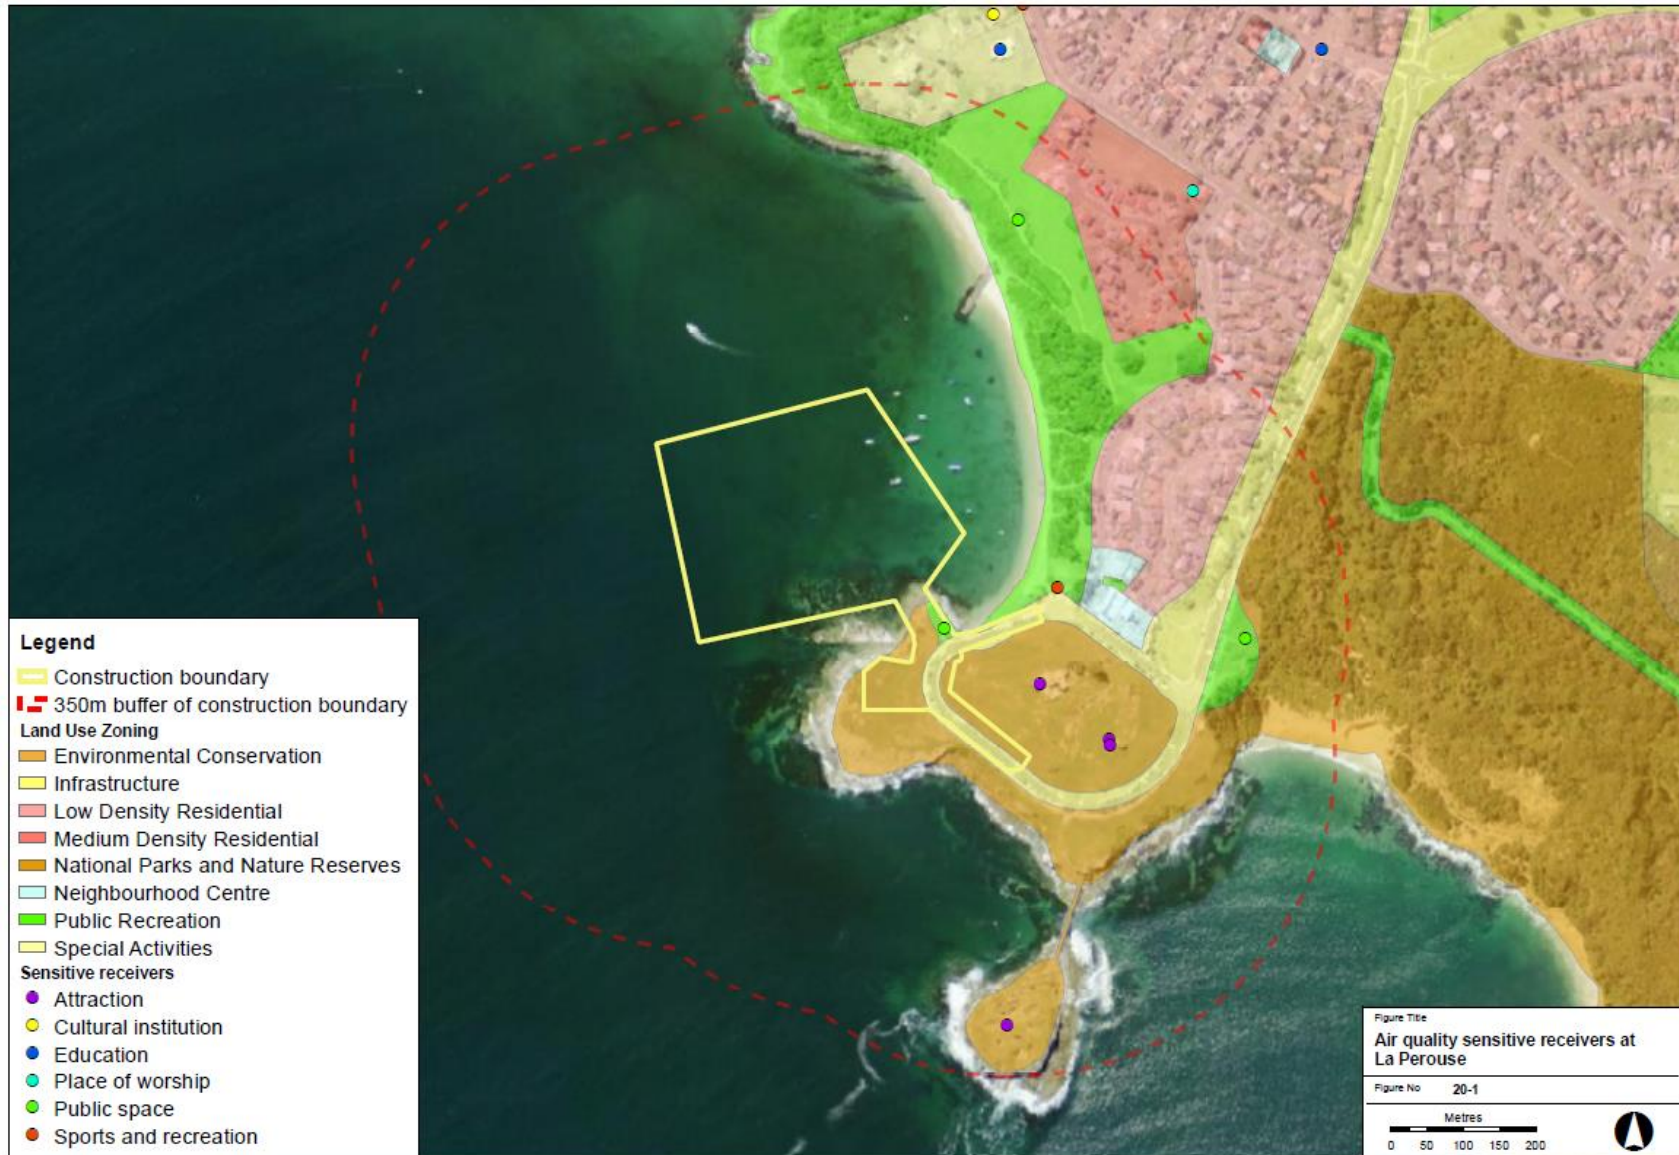 Legend
Construction boundary
350m buffer of construction boundary
Land Use Zoning
Environmental Conservation
Infrastructure
Low Density Residential
Medium Density Residential
National Parks and Nature Reserves
Neighbourhood Centre
Public Recreation
Special Activities
Sensitive receivers
Attraction
Cultural institution
Education
Place of worship
Public space
Sports and recreation
Figure Title
Air quality sensitive receivers at
La Perouse
Figure No 20-1
Metres
0 50 100 150 200